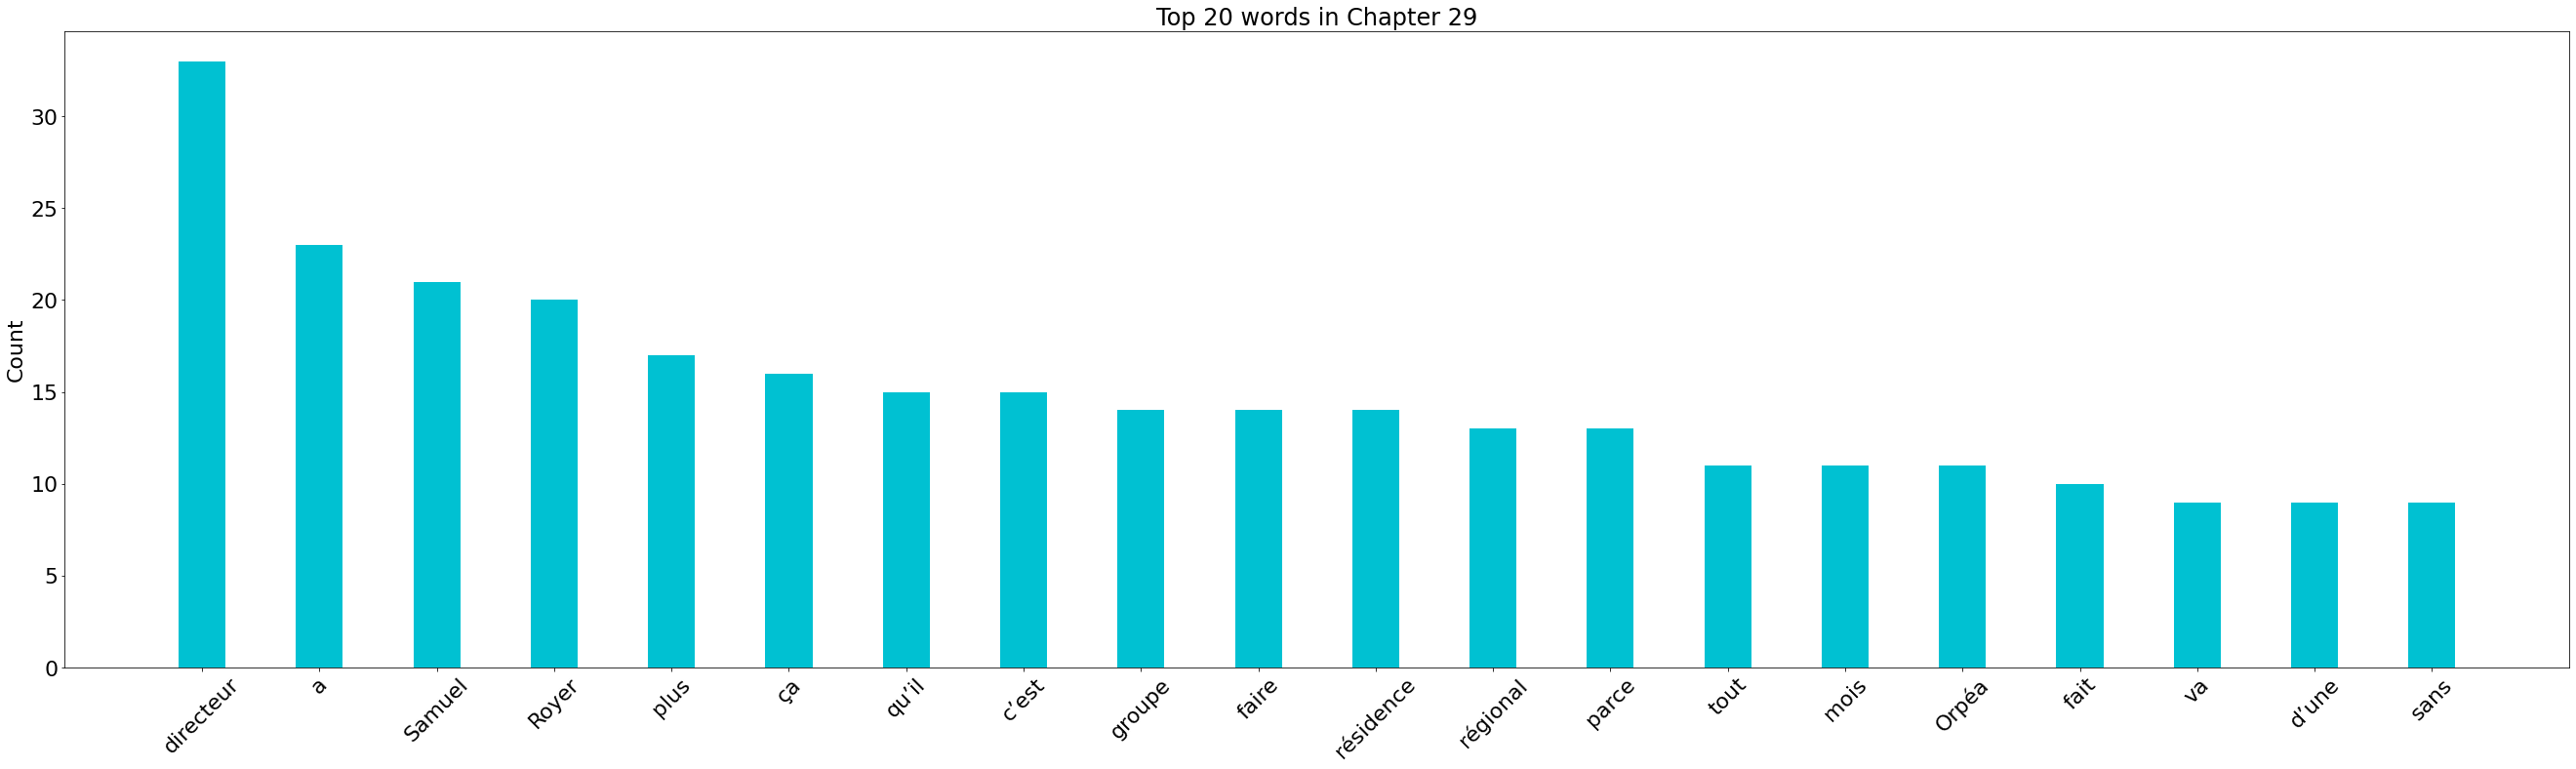 Top 20 words in Chapter 29
Count
30
25
20
15
10
5
0
directeur
a
Samuel
Royer
plus
ça
qu’il
c’est
groupe
faire
résidence
régional
parce
tout
mois
Orpéa
fait
va
d’une
sans